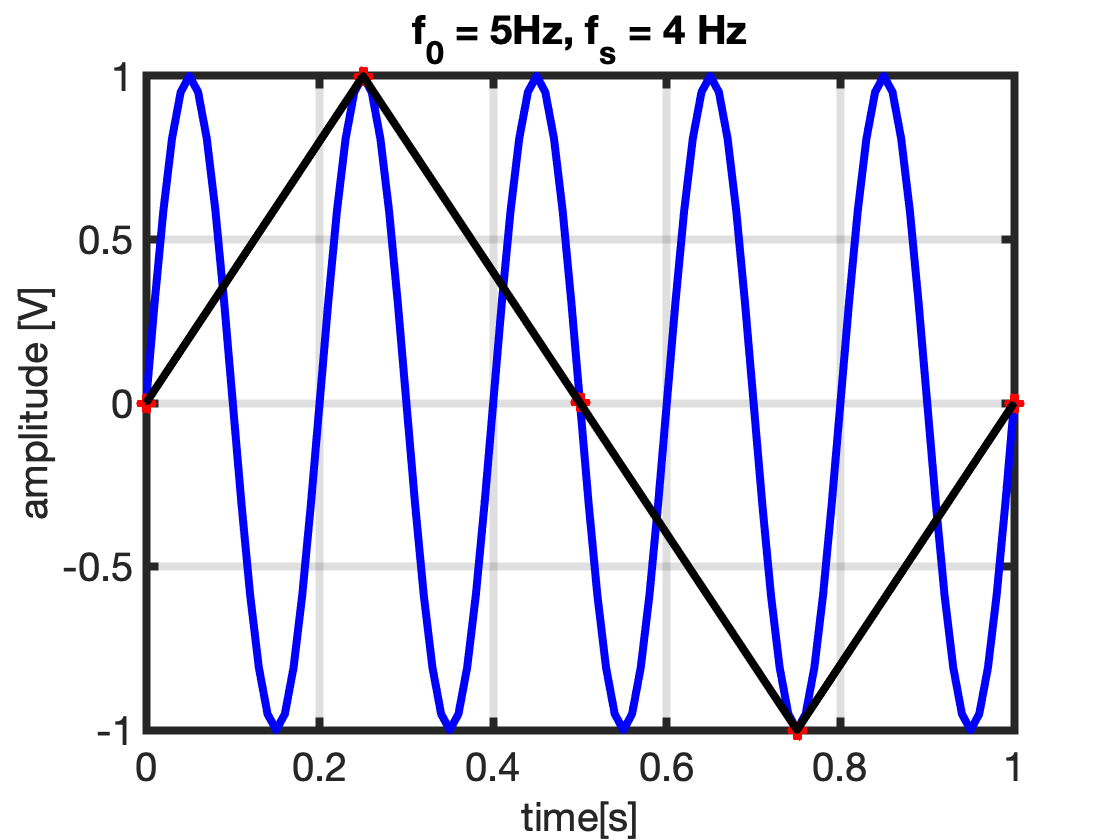 f0 = 5Hz, fs = 4 Hz
1
0.5
0
-0.5
-1
amplitude [V]
0 0.2 0.4 0.6 0.8 1
time[s]